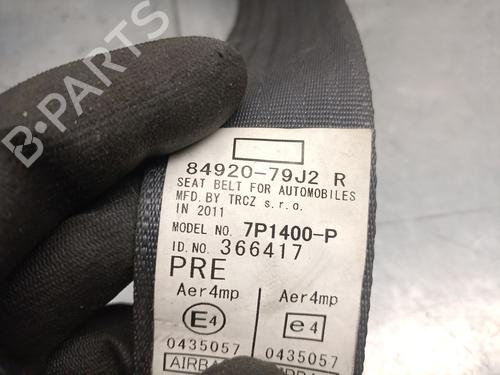 84920-79J2 R
SEAT BELT FOR AUTOMOBILES
MFD. BY TRCZ s.r.o.
IN 2011
MODEL NO. 7P1400-P
ID. NO. 366417
PRE
Aer4mp Aer4mp
E4 e4
0435057 0435057
B-PARTS